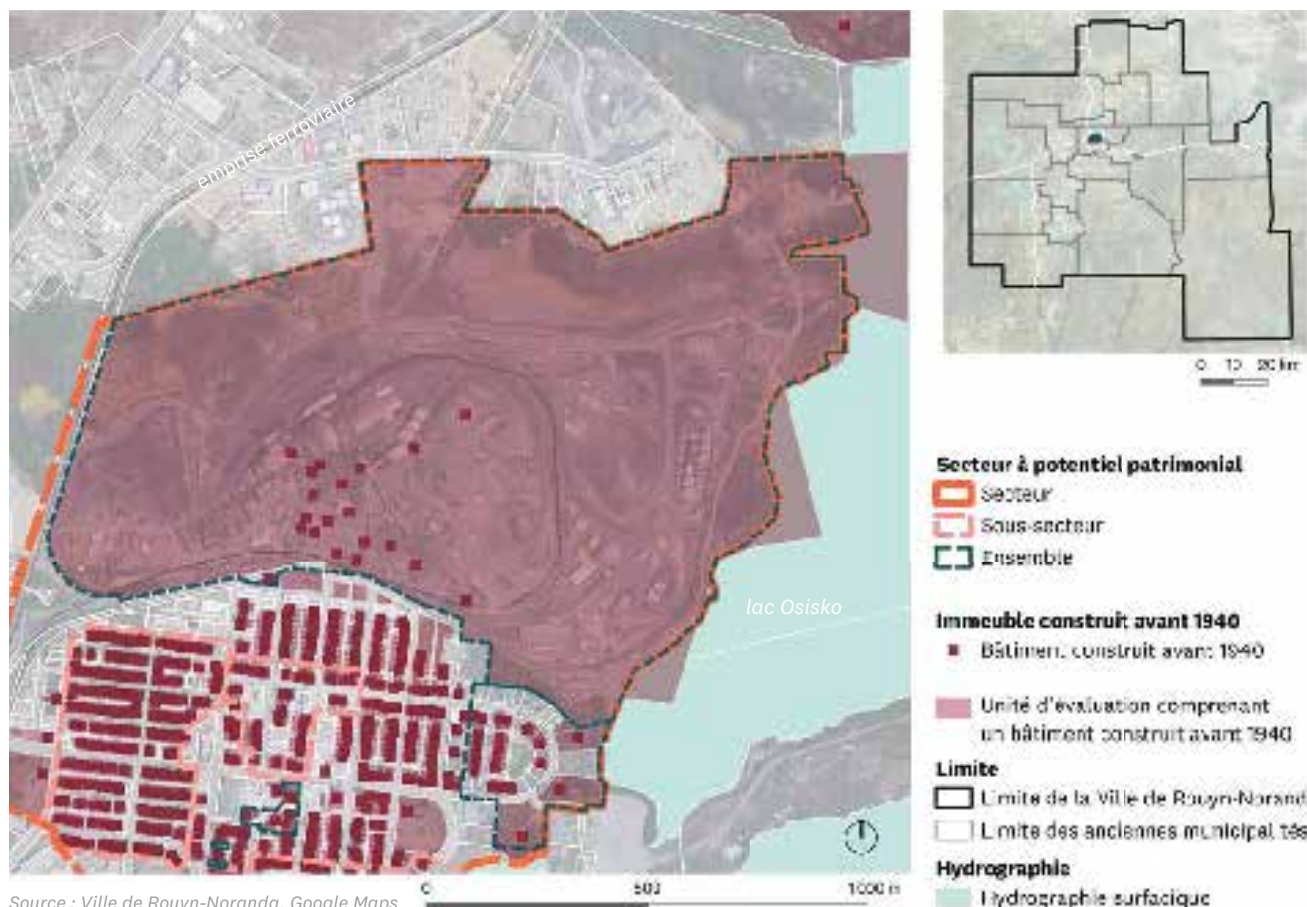 emprise ferroviaire
lac Osisko
0 500 1000 m
Source : Ville de Rouyn-Noranda, Google Maps
0 10 20 km
Secteur à potentiel patrimonial
Secteur
Sous-secteur
Ensemble
Immeuble construit avant 1940
Bâtiment construit avant 1940
Unité d'évaluation comprenant
un bâtiment construit avant 1940
Limite
Limite de la Ville de Rouyn-Norand
Limite des anciennes municipalités
Hydrographie
Hydrographie surfacique